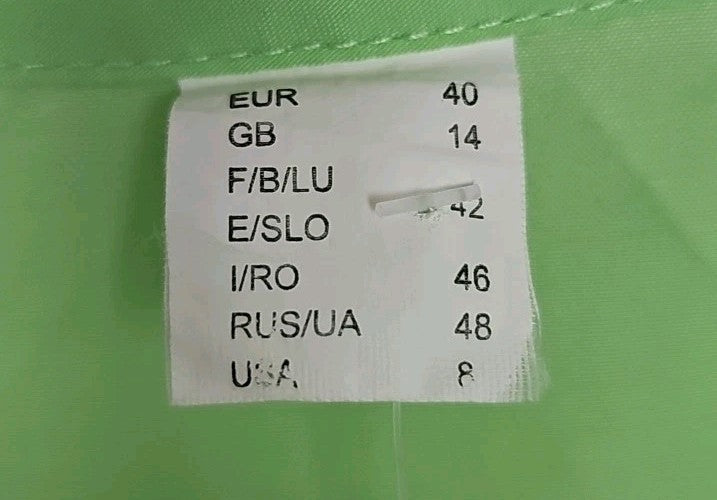 EUR 40
GB 14
F/B/LU
E/SLO 42
I/RO 46
RUS/UA 48
USA 8